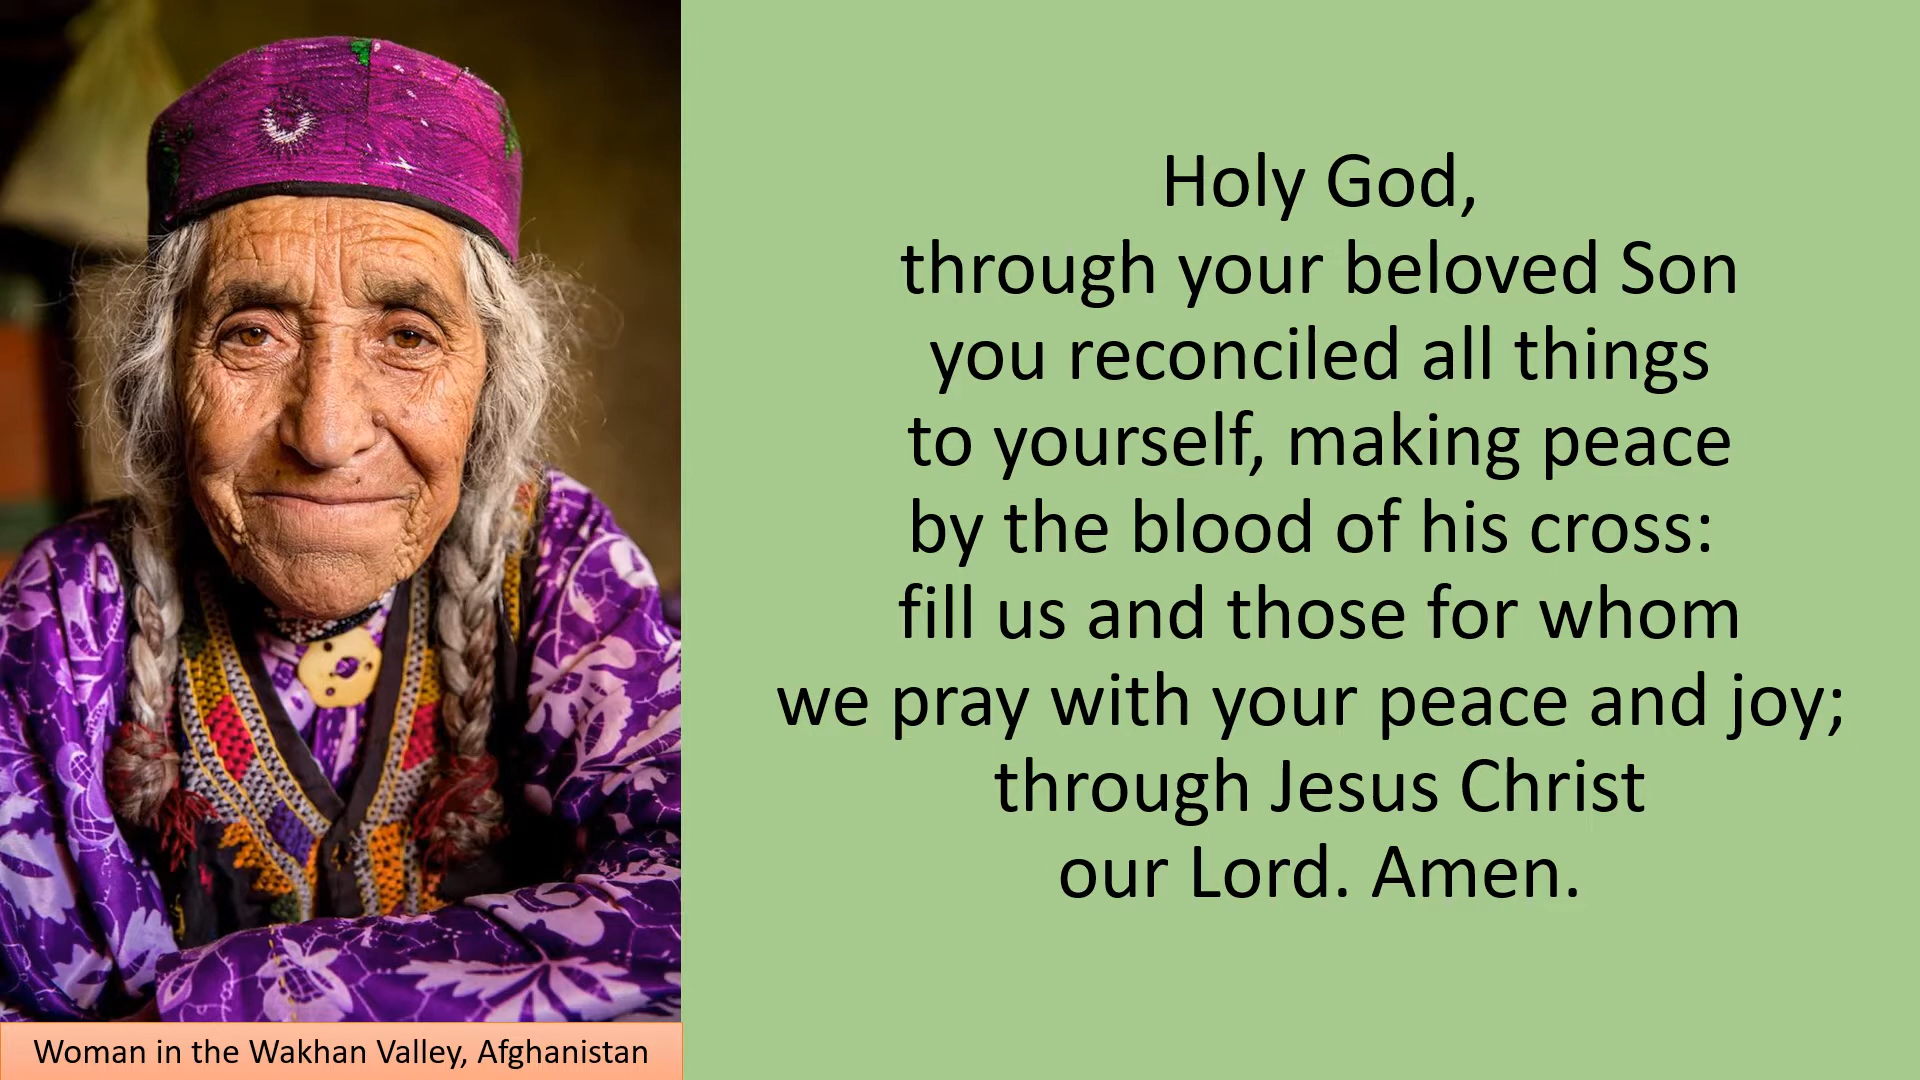 Holy God,
through your beloved Son
you reconciled all things
to yourself, making peace
by the blood of his cross:
fill us and those for whom
we pray with your peace and joy;
through Jesus Christ
our Lord. Amen.
Woman in the Wakhan Valley, Afghanistan